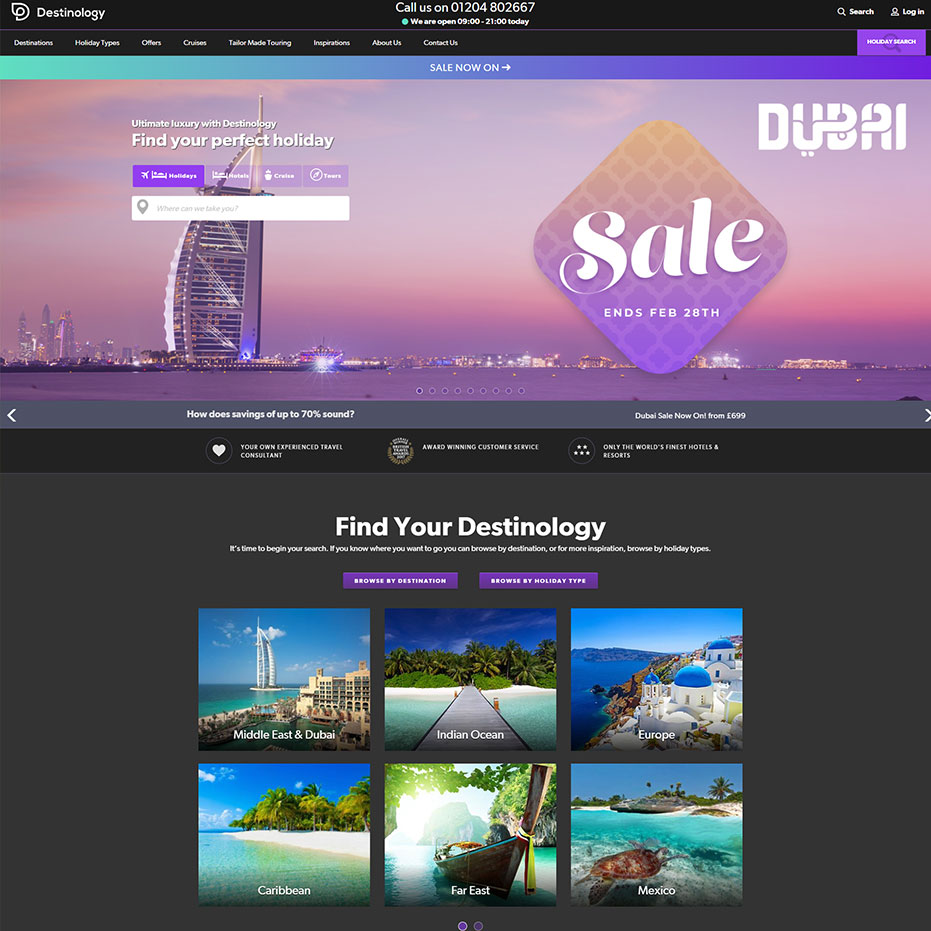 Destinology
Call us on 01204 802667
We are open 09:00 - 21:00 today
Search
Log in
Destinations
Holiday Types
Offers
Cruises
Tailor Made Touring
Inspirations
About Us
Contact Us
HOLIDAY SEARCH
SALE NOW ON →
Ultimate luxury with Destinology
Find your perfect holiday
Holidays
Hotels
Cruise
Tours
Where can we take you?
DUBAI
Sale
ENDS FEB 28TH
How does savings of up to 70% sound?
Dubai Sale Now On! from £699
YOUR OWN EXPERIENCED TRAVEL
CONSULTANT
AWARD WINNING CUSTOMER SERVICE
ONLY THE WORLD'S FINEST HOTELS &
RESORTS
Find Your Destinology
It's time to begin your search. If you know where you want to go you can browse by destination, or for more inspiration, browse by holiday types.
BROWSE BY DESTINATION
BROWSE BY HOLIDAY TYPE
Middle East & Dubai
Indian Ocean
Europe
Caribbean
Far East
Mexico